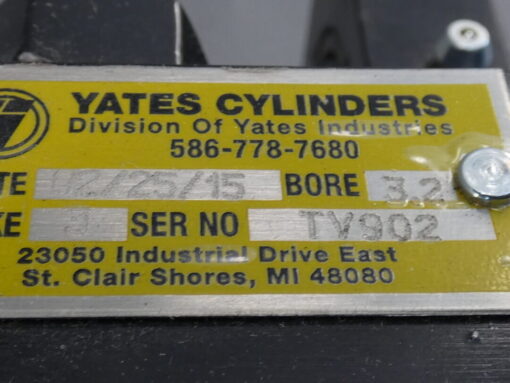 YATES CYLINDERS
Division Of Yates Industries
586-778-7680
TE 02/25/15 BORE 3.2
KE 3 SER NO TV902
23050 Industrial Drive East
St. Clair Shores, MI 48080